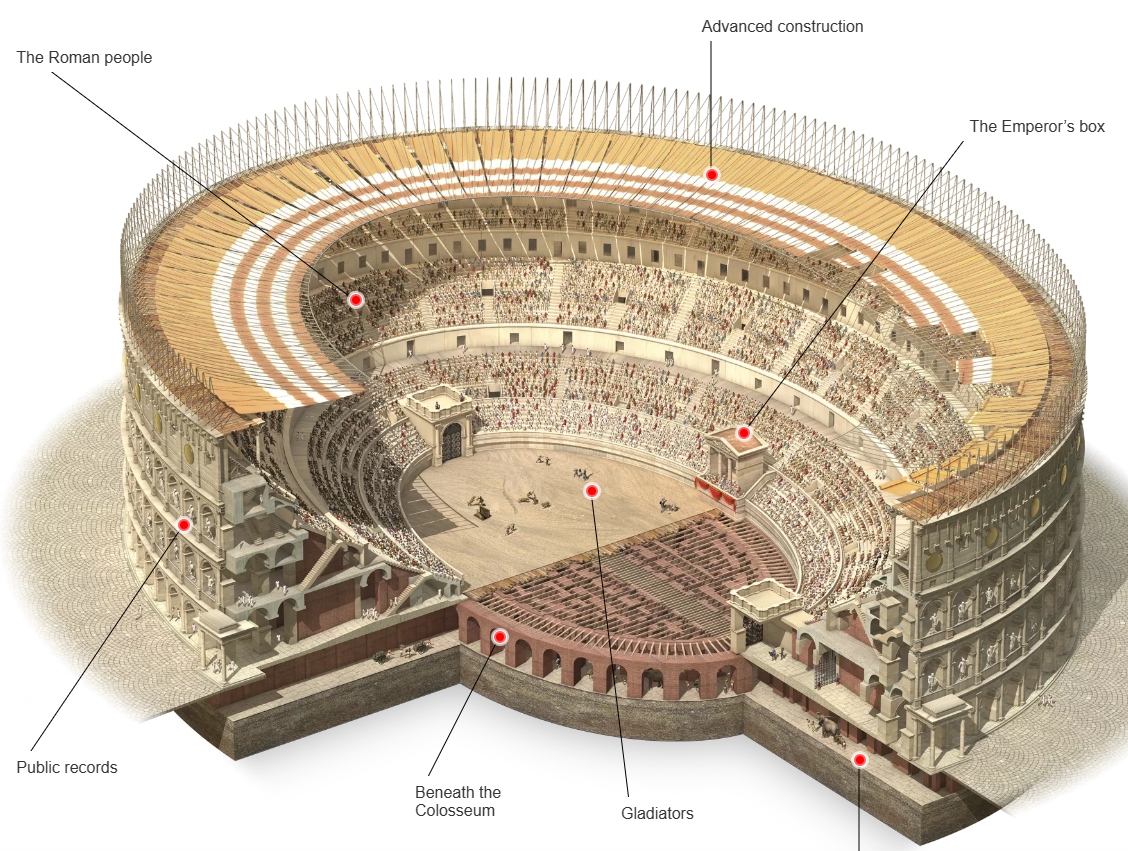 Advanced construction
The Roman people
The Emperor's box
Public records
Beneath the
Colosseum
Gladiators